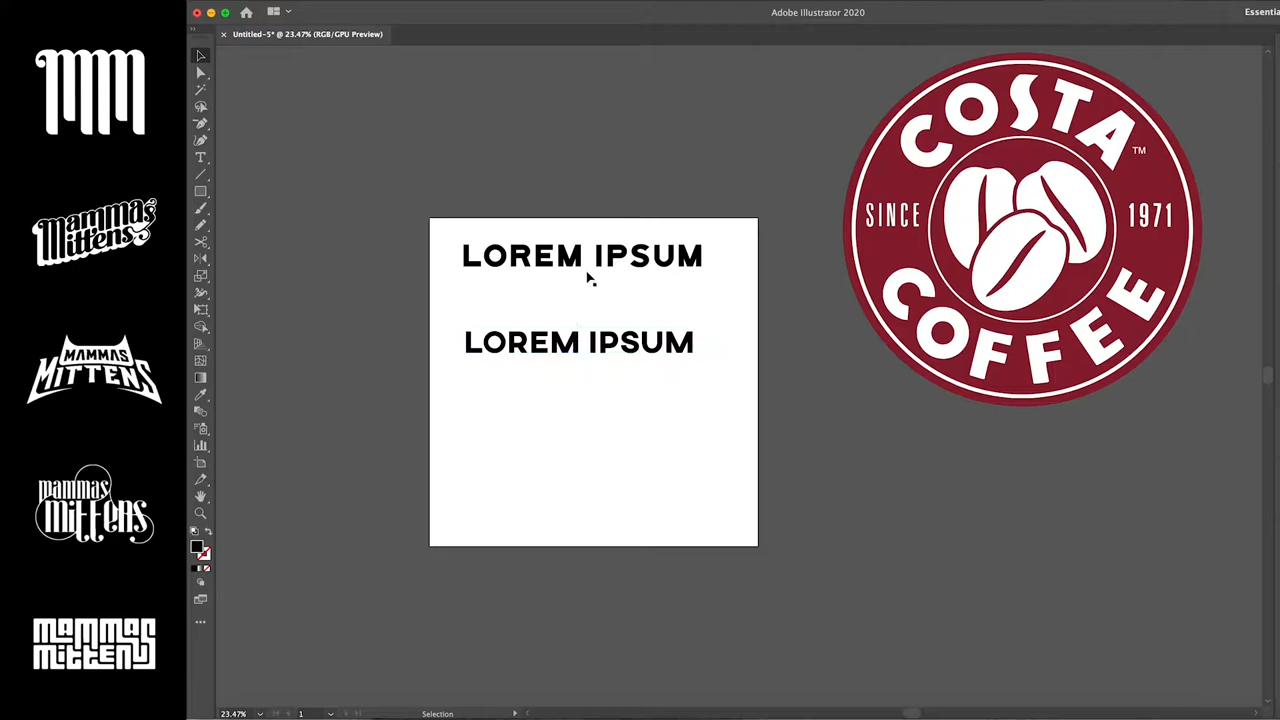 Adobe Illustrator 2020
Essentia
× Untitled-5* @ 23.47% (RGB/GPU Preview)
MM
mammas
mittens
MAMMAS
MITTENS
mammas
mittens
mammas
mittens
LOREM IPSUM
LOREM IPSUM
COSTA
™
SINCE
1971
COFFEE
23.47%
1
Selection